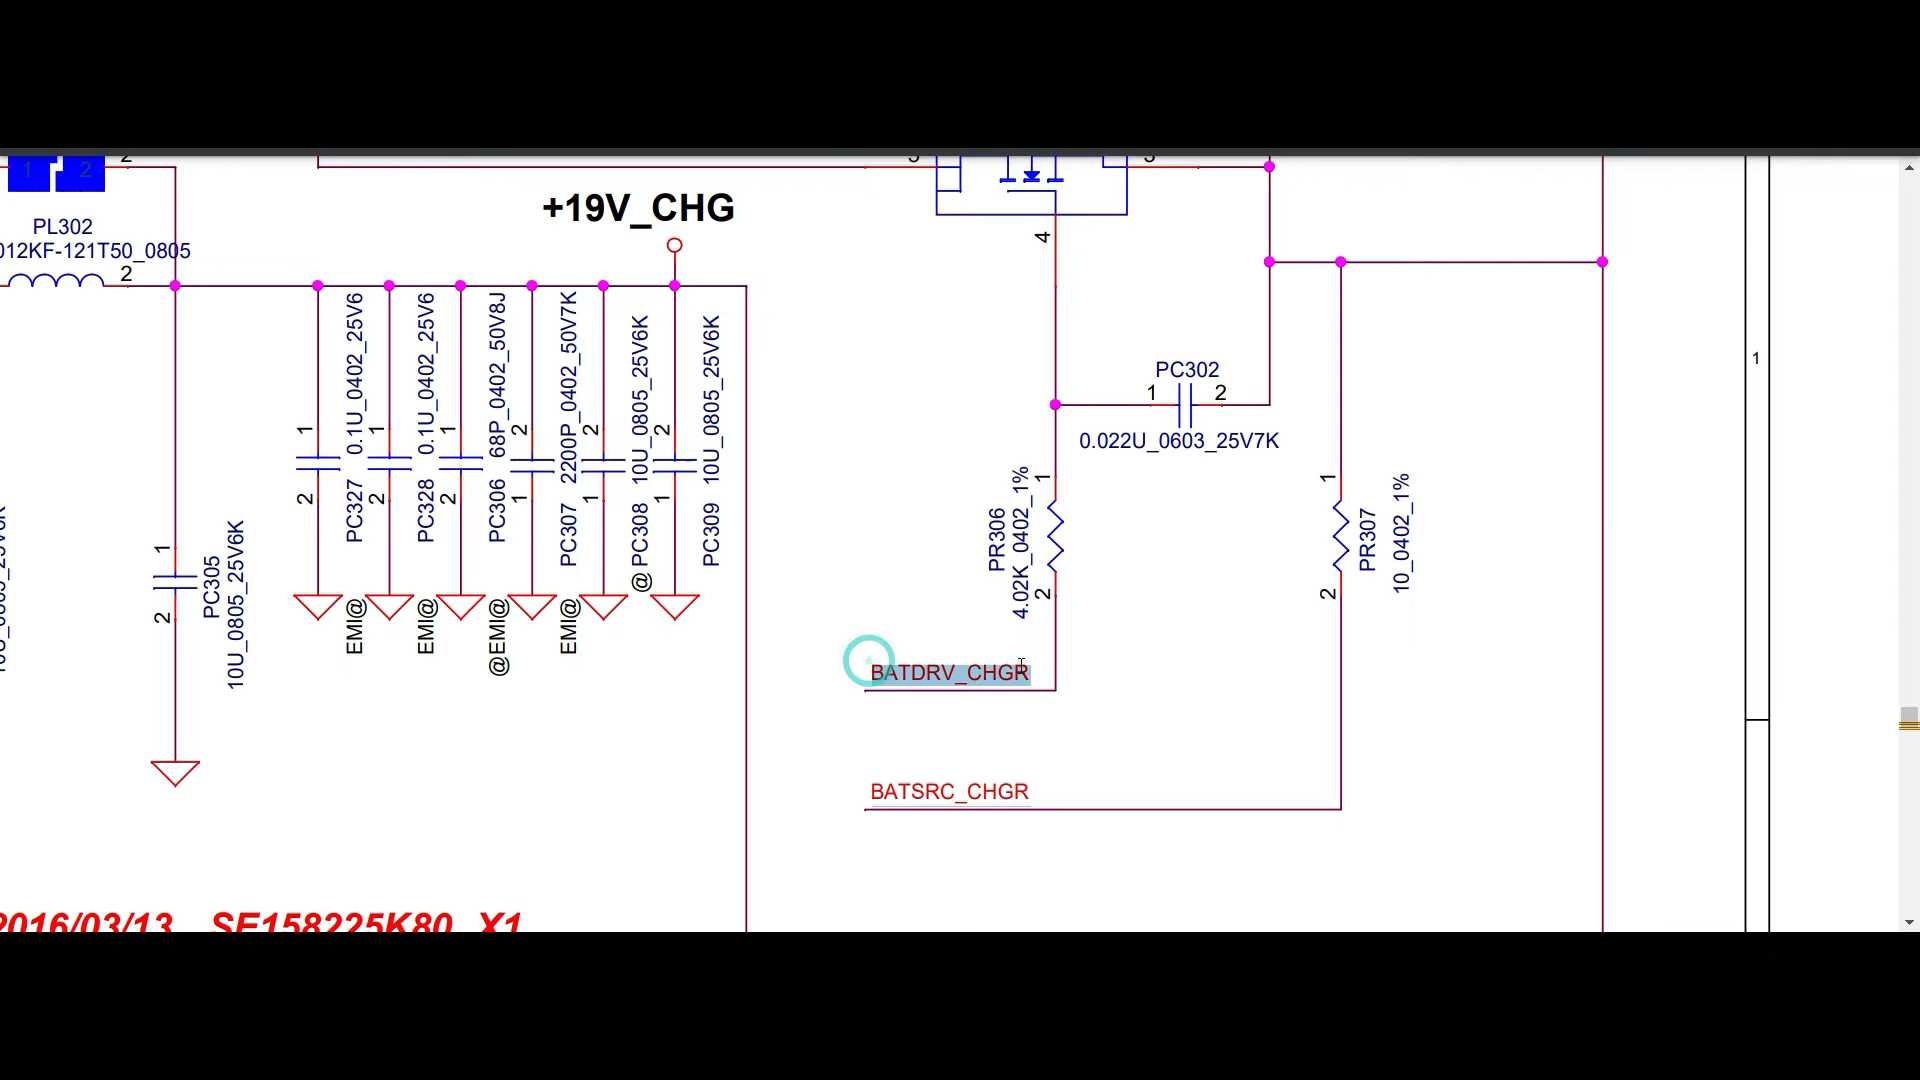 1 2
2
PL302
012KF-121T50_0805
2
+19V_CHG
4
1
2
0.1U_0402_25V6
PC327
EMI@
1
2
0.1U_0402_25V6
PC328
EMI@
1
2
68P_0402_50V8J
PC306
@EMI@
2
1
2200P_0402_50V7K
PC307
EMI@
2
1
10U_0805_25V6K
PC308
@
2
1
10U_0805_25V6K
PC309
1
2
PC305
10U_0805_25V6K
PC302
1 2
0.022U_0603_25V7K
PR306
4.02K_0402_1%
1
2
1
2
PR307
10_0402_1%
BATDRV_CHGR
BATSRC_CHGR
1
2016/03/13 SE158225K80 X1